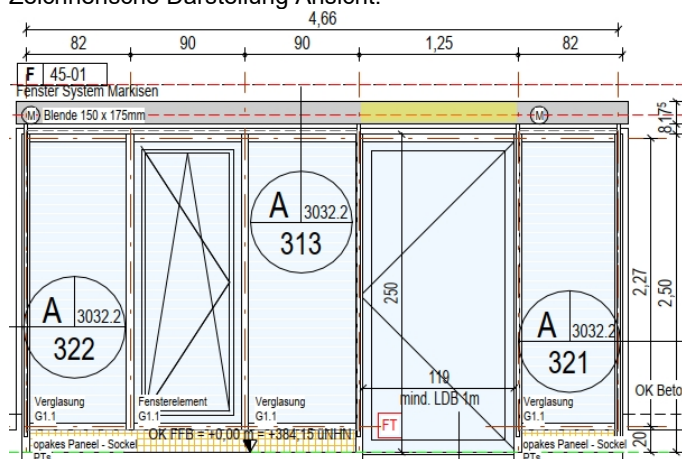 Zeichnerische Darstellung Ansicht:
4,66
82 90 90 1,25 82
F 45-01
Fenster System Markisen
M Blende 150 x 175mm M
8,17⁵
A 3032.2
313
250
2,27
2,50
A 3032.2
322
A 3032.2
321
119
mind. LDB 1m
OK Beto
Verglasung
G1.1
Fensterelement
G1.1
Verglasung
G1.1
Verglasung
G1.1
FT
OK FFB = +0,00 m = +384,15 üNHN
20
opakes Paneel - Sockel
PTs
opakes Paneel - Sockel
PTs